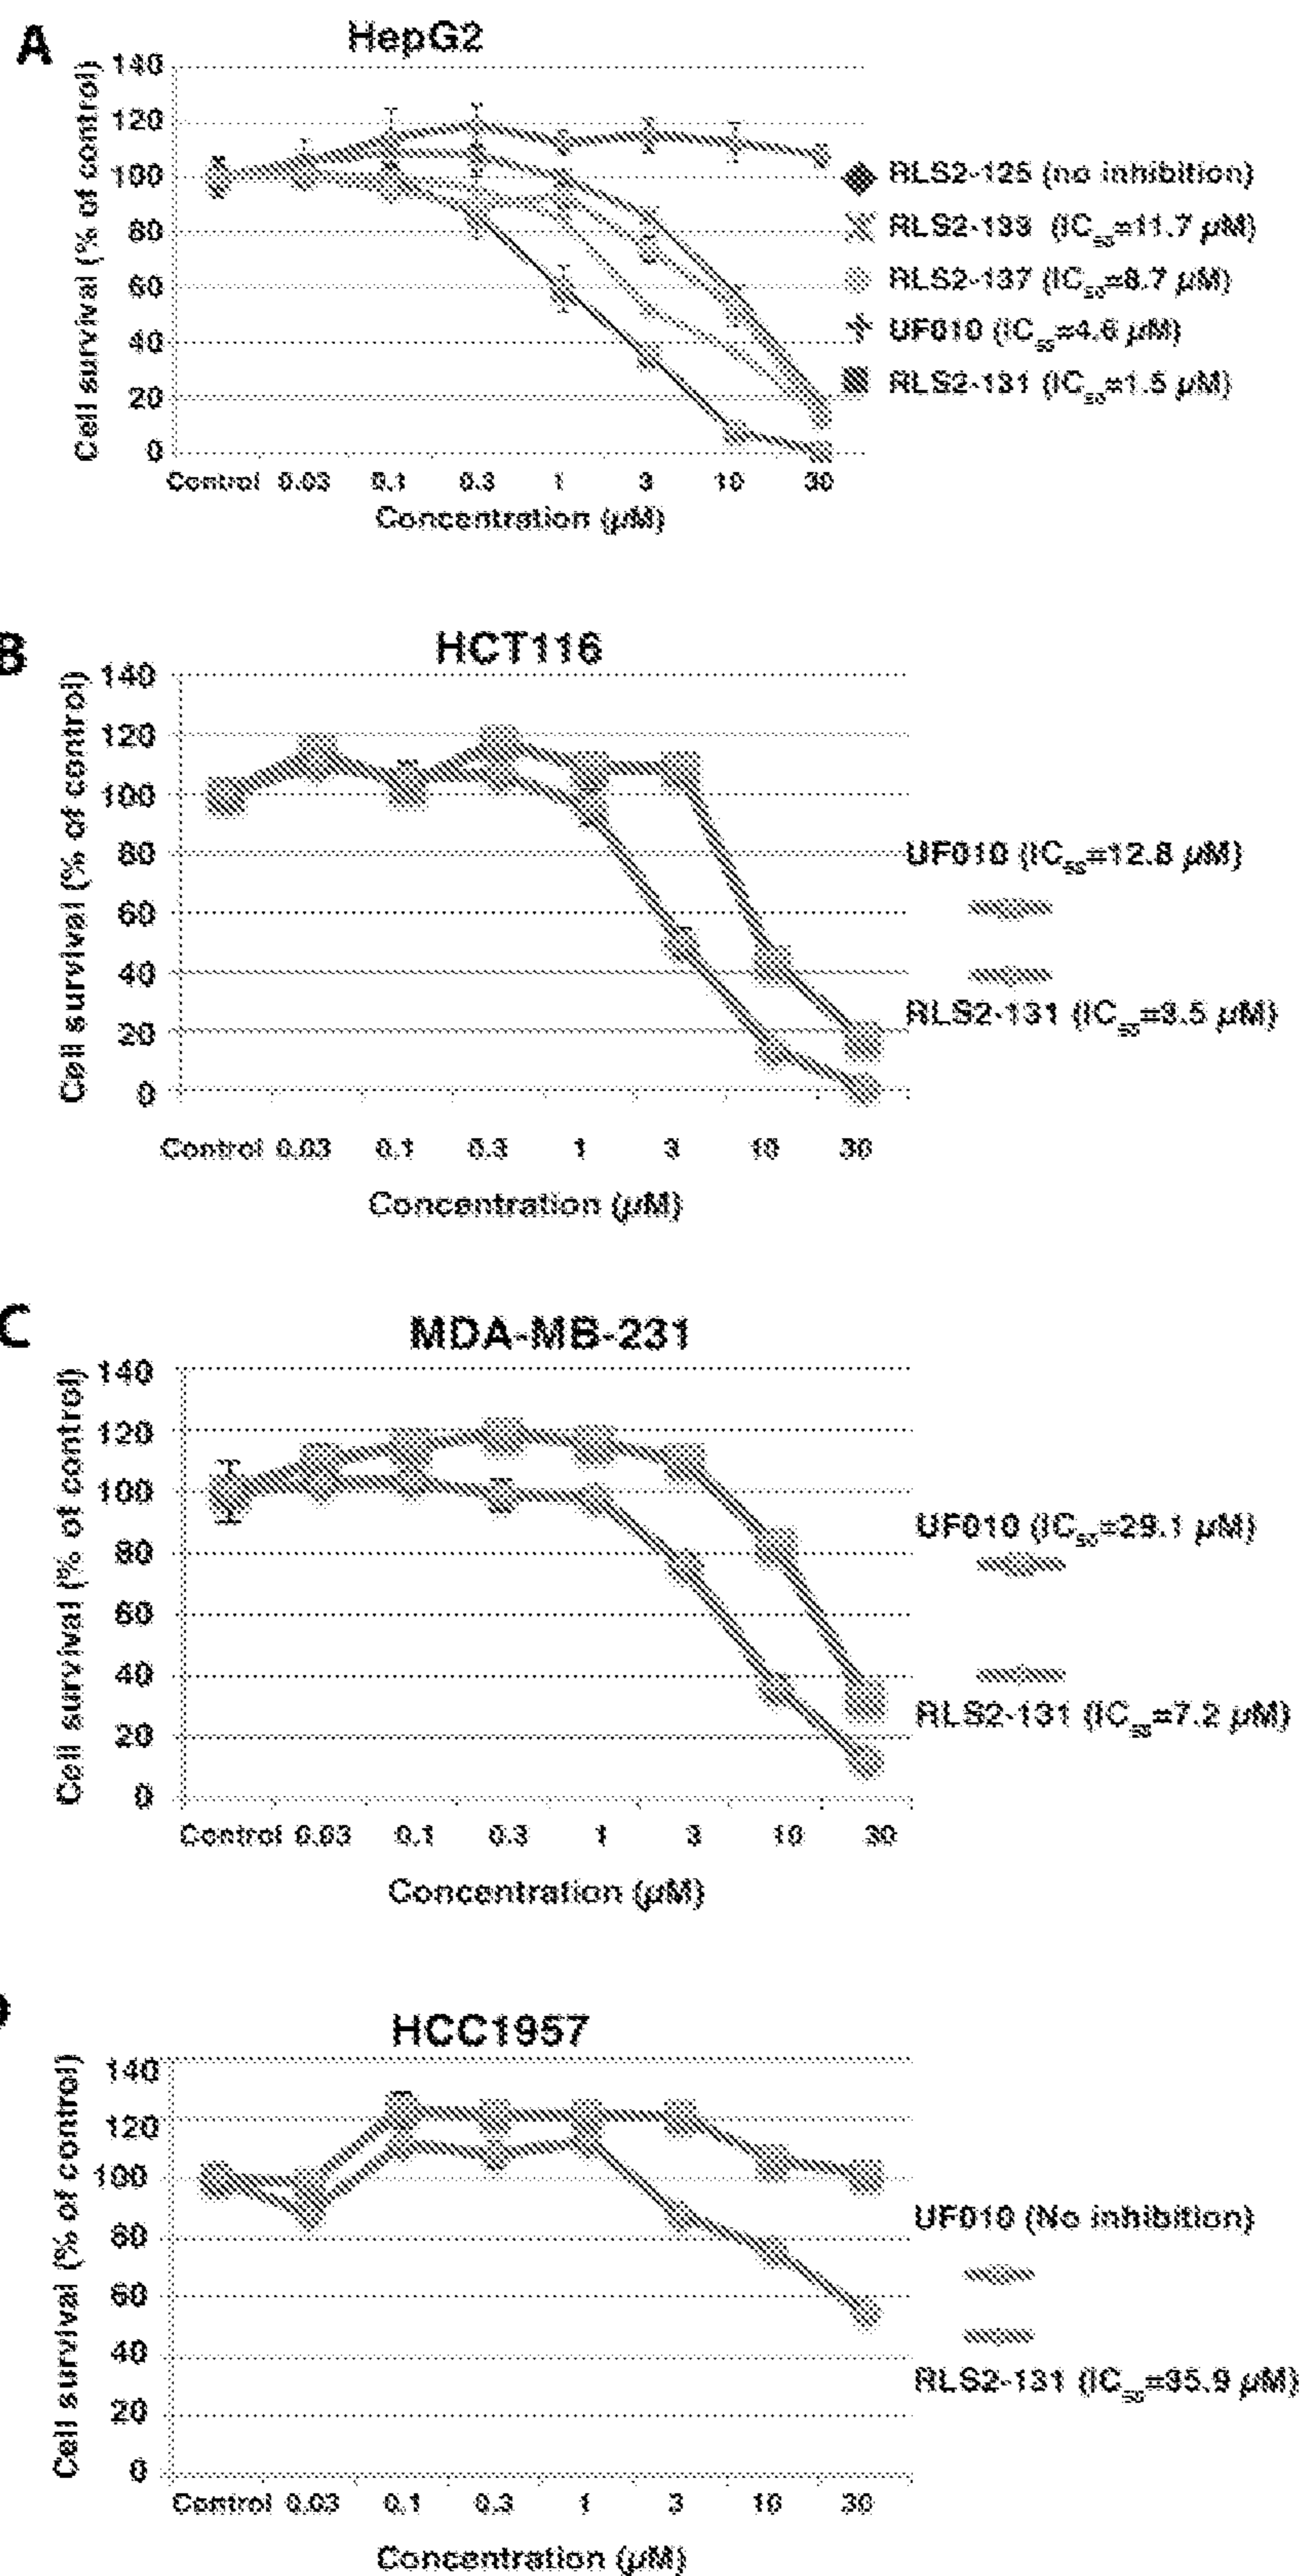 A
HepG2
Cell survival (% of control)
140
120
100
80
60
40
20
0
Control 0.03 0.1 0.3 1 3 10 30
Concentration (µM)
RLS2-125 (no inhibition)
RLS2-133 (IC50=11.7 µM)
RLS2-137 (IC50=8.7 µM)
UF010 (IC50=4.6 µM)
RLS2-131 (IC50=1.5 µM)
B
HCT116
Cell survival (% of control)
140
120
100
80
60
40
20
0
Control 0.03 0.1 0.3 1 3 10 30
Concentration (µM)
UF010 (IC50=12.8 µM)
RLS2-131 (IC50=3.5 µM)
C
MDA-MB-231
Cell survival (% of control)
140
120
100
80
60
40
20
0
Control 0.03 0.1 0.3 1 3 10 30
Concentration (µM)
UF010 (IC50=29.1 µM)
RLS2-131 (IC50=7.2 µM)
HCC1957
Cell survival (% of control)
140
120
100
80
60
40
20
0
Control 0.03 0.1 0.3 1 3 10 30
Concentration (µM)
UF010 (No inhibition)
RLS2-131 (IC50=35.9 µM)